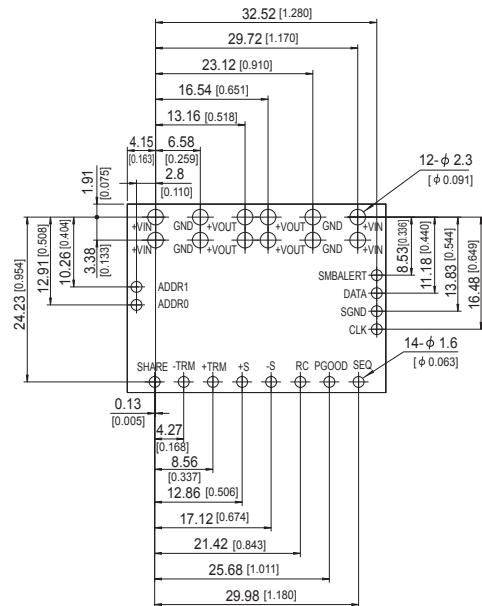 32.52 [1.280]
29.72 [1.170]
23.12 [0.910]
16.54 [0.651]
13.16 [0.518]
4.15 [0.163]
6.58 [0.259]
2.8 [0.110]
12-ϕ 2.3
[ϕ0.091]
1.91 [0.075]
3.38 [0.133]
10.26 [0.404]
12.91 [0.508]
24.23 [0.954]
+VIN GND +VOUT +VOUT GND +VIN
+VIN GND +VOUT +VOUT GND +VIN
8.53 [0.336]
11.18 [0.440]
13.83 [0.544]
16.48 [0.649]
SMBALERT
DATA
SGND
CLK
ADDR1
ADDR0
14-ϕ 1.6
[ϕ0.063]
SHARE -TRM +TRM +S -S RC PGOOD SEQ
0.13
[0.005]
4.27
[0.168]
8.56
[0.337]
12.86 [0.506]
17.12 [0.674]
21.42 [0.843]
25.68 [1.011]
29.98 [1.180]